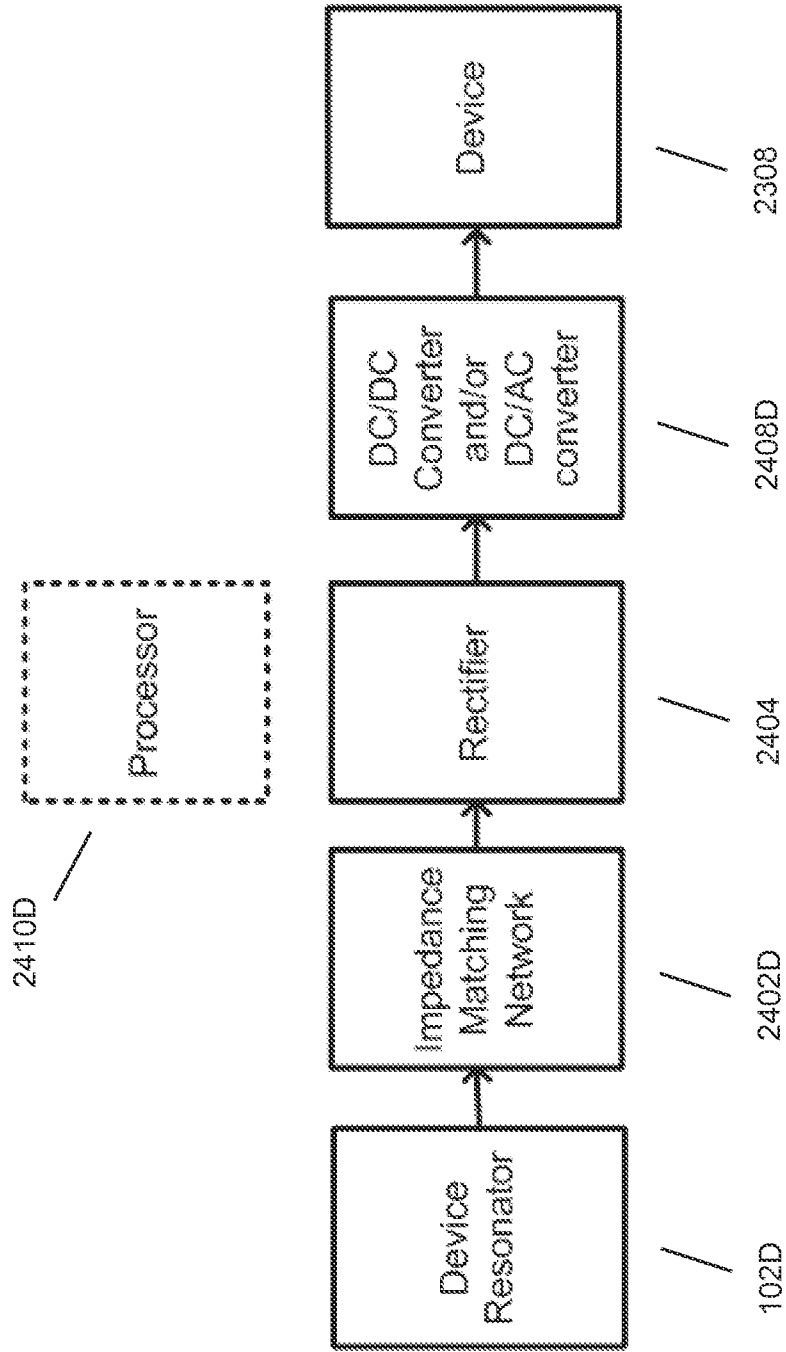 2410D
Processor
Device
Resonator
Impedance
Matching
Network
Rectifier
DC/DC
Converter
and/or
DC/AC
converter
Device
102D
2402D
2404
2408D
2308